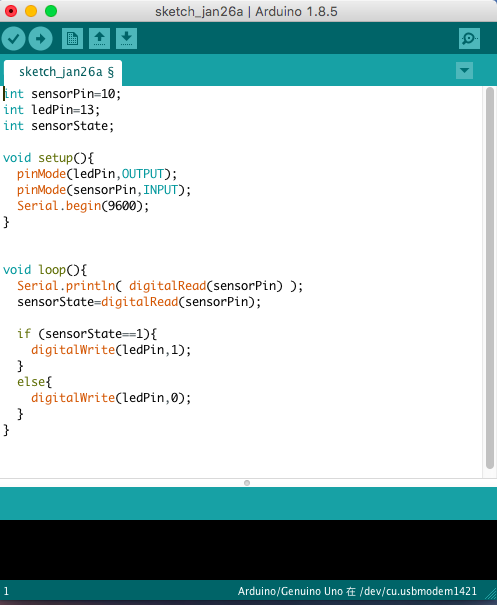 sketch_jan26a | Arduino 1.8.5
sketch_jan26a §
int sensorPin=10;
int ledPin=13;
int sensorState;
void setup(){
pinMode(ledPin,OUTPUT);
pinMode(sensorPin,INPUT);
Serial.begin(9600);
}
void loop(){
Serial.println( digitalRead(sensorPin) );
sensorState=digitalRead(sensorPin);
if (sensorState==1){
digitalWrite(ledPin,1);
}
else{
digitalWrite(ledPin,0);
}
}
1
Arduino/Genuino Uno 在 /dev/cu.usbmodem1421